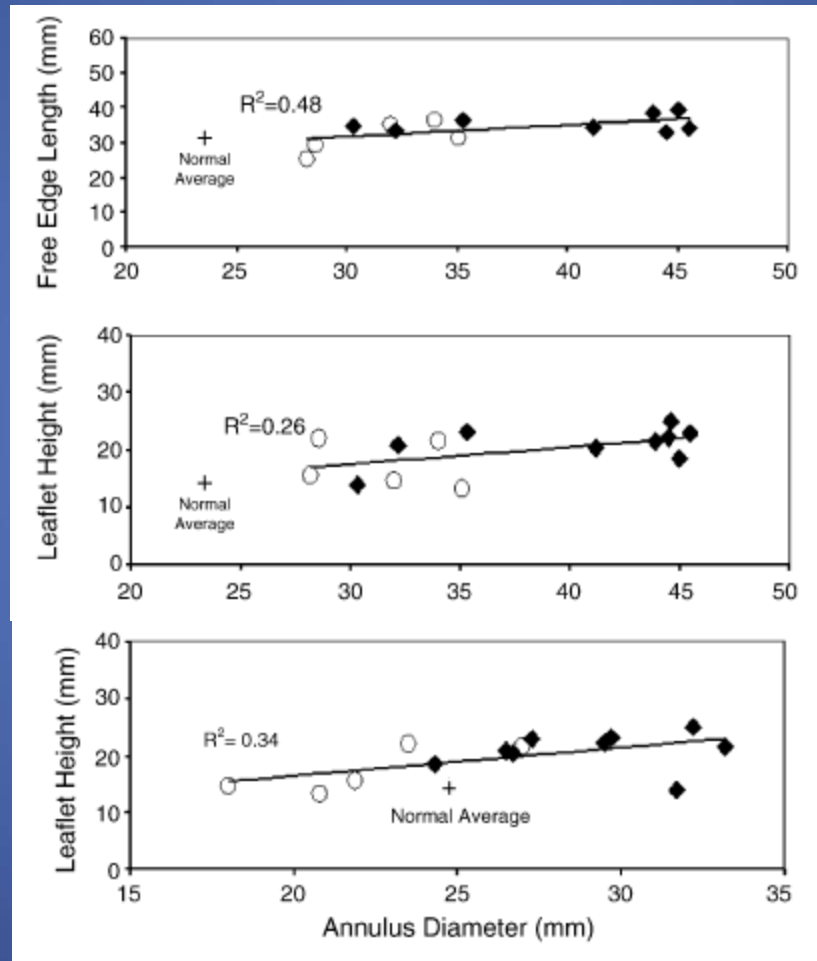 Free Edge Length (mm)
60
50
40
30
20
10
0
R²=0.48
+
Normal
Average
20 25 30 35 40 45 50
Leaflet Height (mm)
40
30
20
10
0
R²=0.26
+
Normal
Average
20 25 30 35 40 45 50
Leaflet Height (mm)
40
30
20
10
0
R²= 0.34
+
Normal Average
15 20 25 30 35
Annulus Diameter (mm)